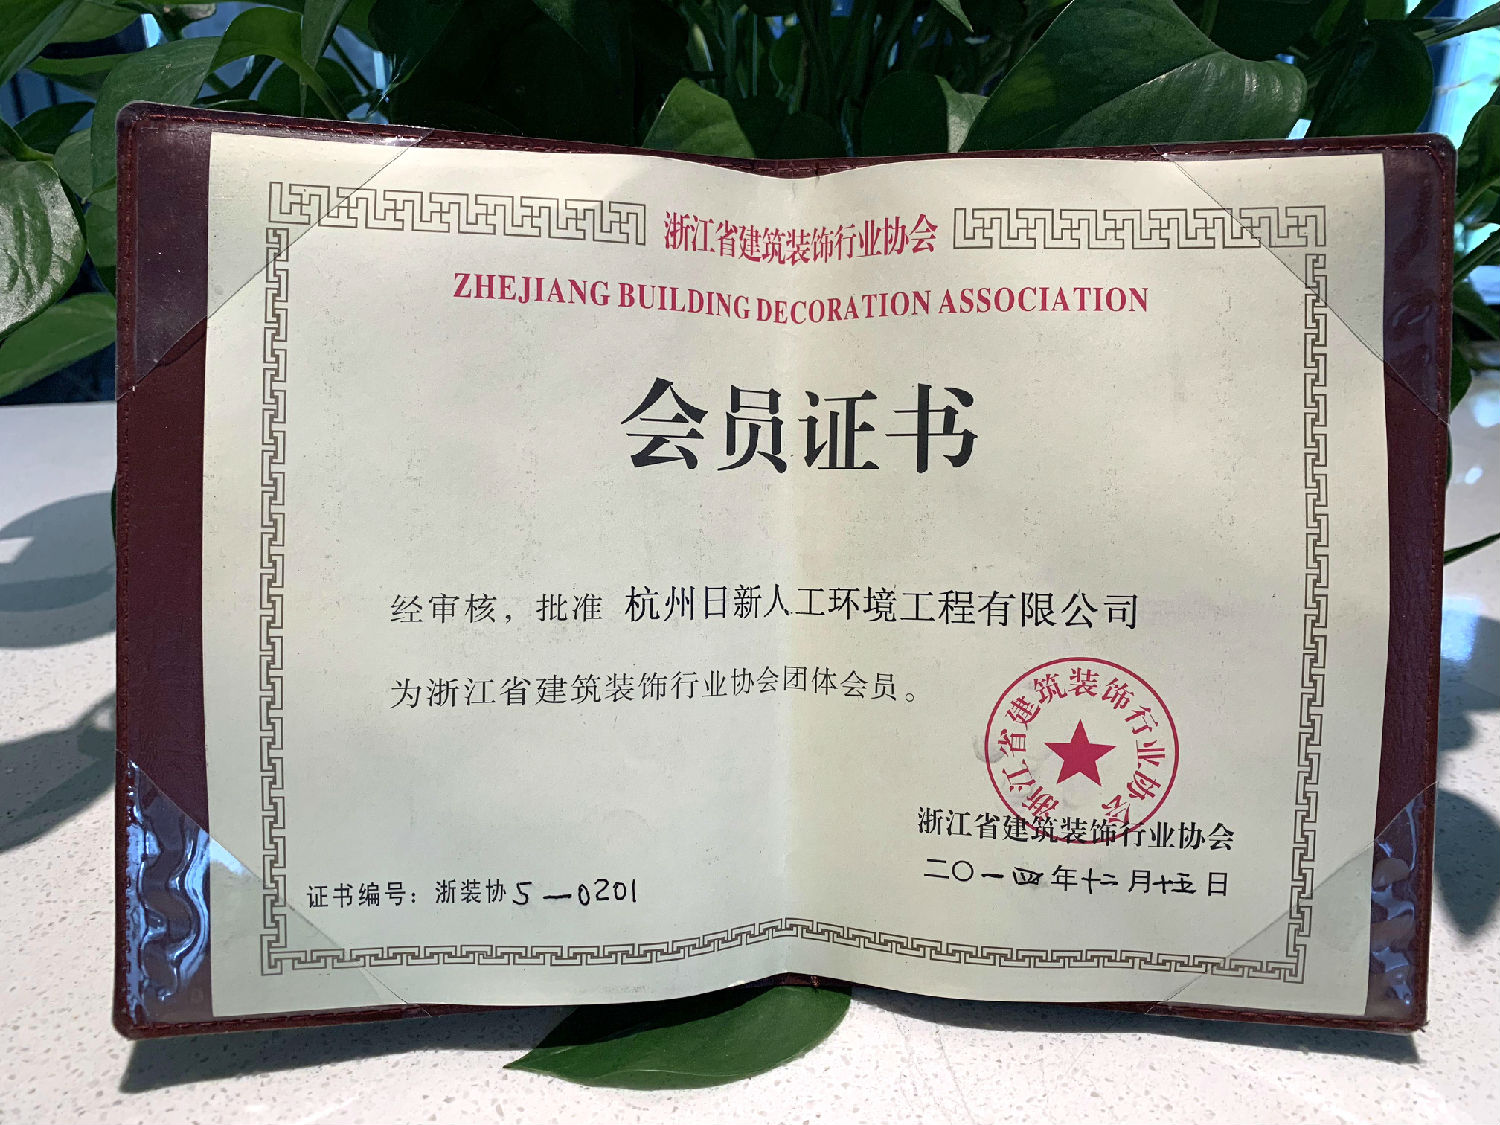 浙江省建筑装饰行业协会
ZHEJIANG BUILDING DECORATION ASSOCIATION
会员证书
经审核，批准 杭州日新人工环境工程有限公司
为浙江省建筑装饰行业协会团体会员。
浙江省建筑装饰行业协会
浙江省建筑装饰行业协会
二〇一四年十二月十五日
证书编号：浙装协S—0201